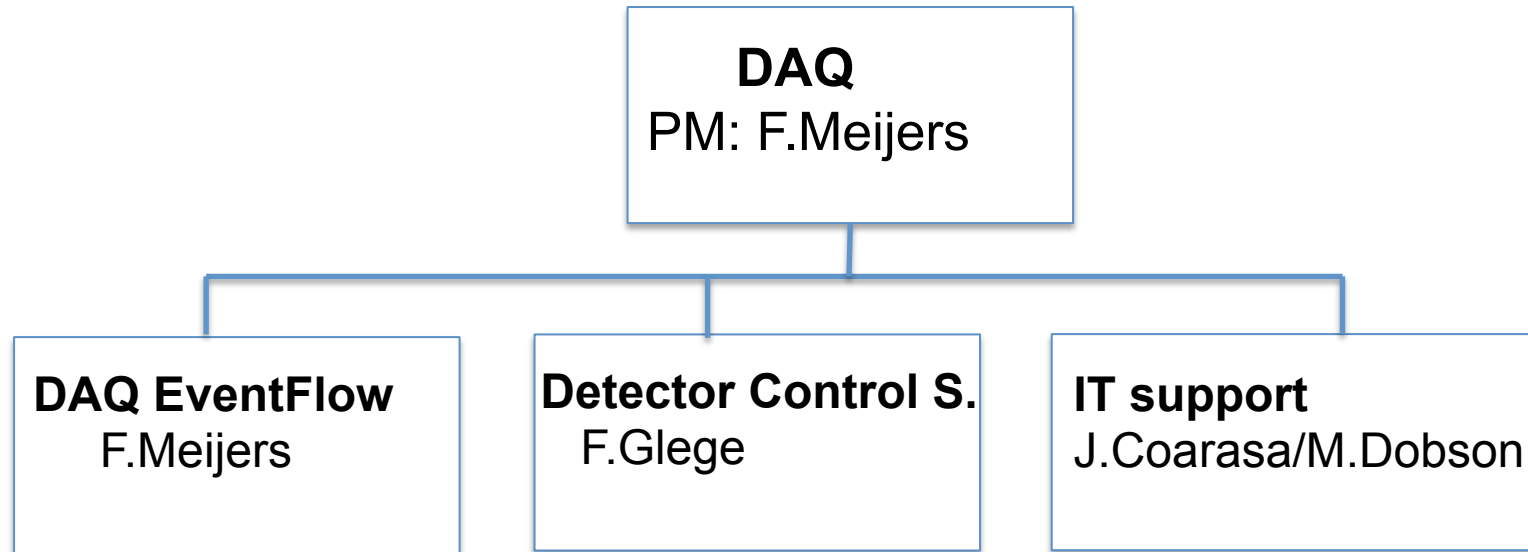 DAQ
PM: F.Meijers
DAQ EventFlow
F.Meijers
Detector Control S.
F.Glege
IT support
J.Coarasa/M.Dobson